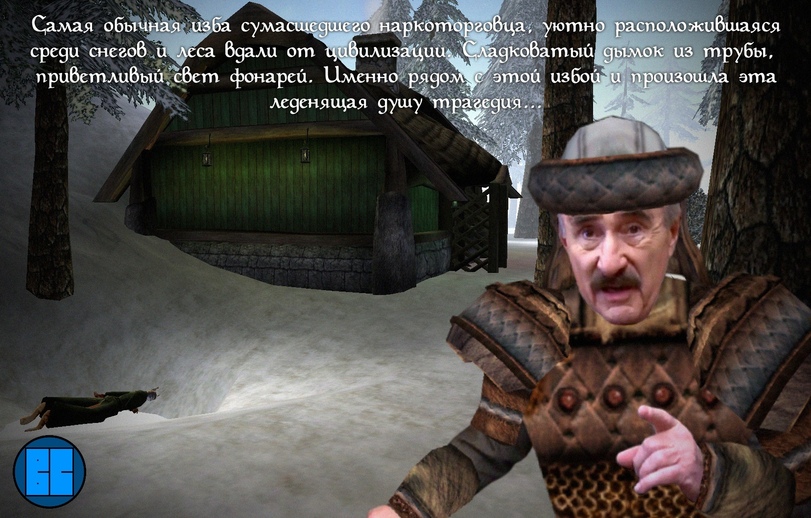 Самая обычная изба сумасшедшего наркоторговца, уютно расположившаяся
среди снегов и леса вдали от цивилизации. Сладковатый дымок из трубы,
приветливый свет фонарей. Именно рядом с этой избой и произошла эта
леденящая душу трагедия...